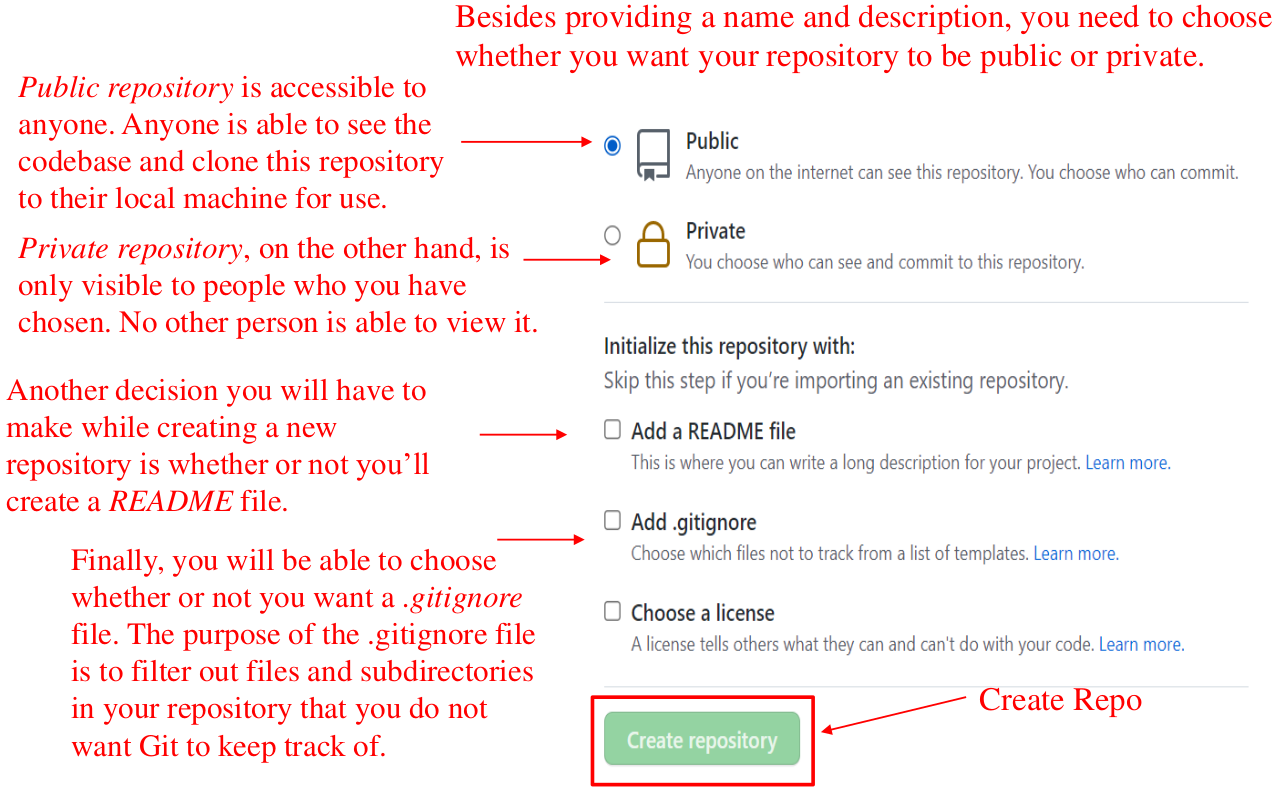 Besides providing a name and description, you need to choose
whether you want your repository to be public or private.
Public repository is accessible to
anyone. Anyone is able to see the
codebase and clone this repository
to their local machine for use.
Private repository, on the other hand, is
only visible to people who you have
chosen. No other person is able to view it.
Another decision you will have to
make while creating a new
repository is whether or not you’ll
create a README file.
Finally, you will be able to choose
whether or not you want a .gitignore
file. The purpose of the .gitignore file
is to filter out files and subdirectories
in your repository that you do not
want Git to keep track of.
Public
Anyone on the internet can see this repository. You choose who can commit.
Private
You choose who can see and commit to this repository.
Initialize this repository with:
Skip this step if you’re importing an existing repository.
Add a README file
This is where you can write a long description for your project. Learn more.
Add .gitignore
Choose which files not to track from a list of templates. Learn more.
Choose a license
A license tells others what they can and can't do with your code. Learn more.
Create repository
Create Repo